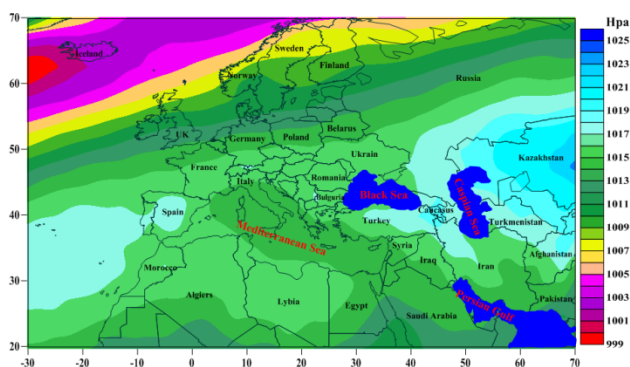 Hpa
70
60
50
40
30
20
-30
-20
-10
0
10
20
30
40
50
60
70
1025
1023
1021
1019
1017
1015
1013
1011
1009
1007
1005
1003
1001
999
Iceland
Sweden
Finland
Norway
Russia
UK
Germany
Poland
Belarus
Kazakhstan
France
Ukrain
Italy
Romania
Bulgaria
Black Sea
Caspian Sea
Spain
Turkey
Caucasus
Turkmenistan
Mediterranean Sea
Syria
Iraq
Iran
Afghanistan
Morocco
Algiers
Lybia
Egypt
Saudi Arabia
Persian Gulf
Pakistan